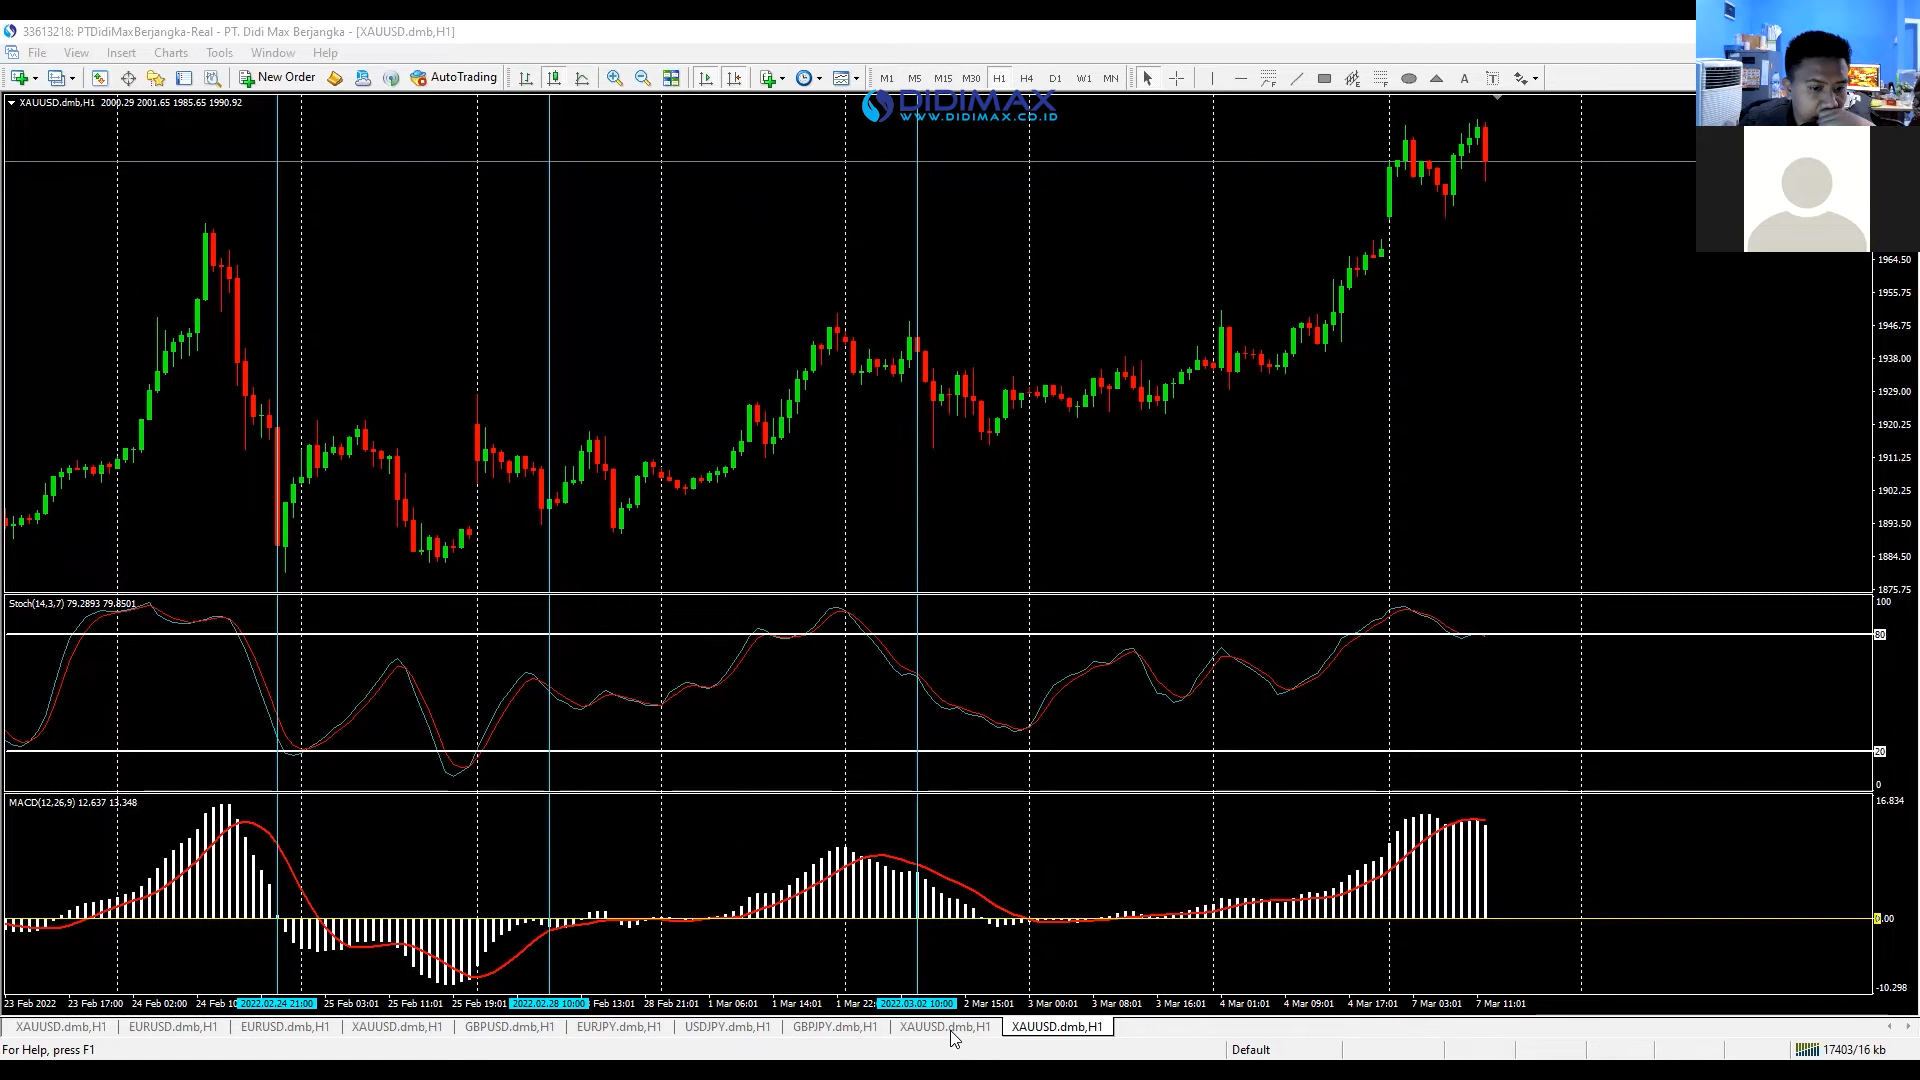 33613218: PTDidiMaxBerjangka-Real - PT. Didi Max Berjangka - [XAUUSD.dmb,H1]
File View Insert Charts Tools Window Help
New Order AutoTrading M1 M5 M15 M30 H1 H4 D1 W1 MN A T
XAUUSD.dmb,H1 2000.29 2001.65 1985.65 1990.92
DIDIMAX
WWW.DIDIMAX.CO.ID
1964.50
1955.75
1946.75
1938.00
1929.00
1920.25
1911.25
1902.25
1893.50
1884.50
1875.75
Stoch(14,3,7) 79.2893 79.8501
100
80
20
0
MACD(12,26,9) 12.637 13.348
16.834
0.00
-10.298
23 Feb 2022 23 Feb 17:00 24 Feb 02:00 24 Feb 10 2022.02.24 21:00 25 Feb 03:01 25 Feb 11:01 25 Feb 19:01 2022.02.28 10:00 Feb 13:01 28 Feb 21:01 1 Mar 06:01 1 Mar 14:01 1 Mar 22: 2022.03.02 10:00 2 Mar 15:01 3 Mar 00:01 3 Mar 08:01 3 Mar 16:01 4 Mar 01:01 4 Mar 09:01 4 Mar 17:01 7 Mar 03:01 7 Mar 11:01
XAUUSD.dmb,H1 EURUSD.dmb,H1 EURUSD.dmb,H1 XAUUSD.dmb,H1 GBPUSD.dmb,H1 EURJPY.dmb,H1 USDJPY.dmb,H1 GBPJPY.dmb,H1 XAUUSD.dmb,H1 XAUUSD.dmb,H1
For Help, press F1 Default 17403/16 kb